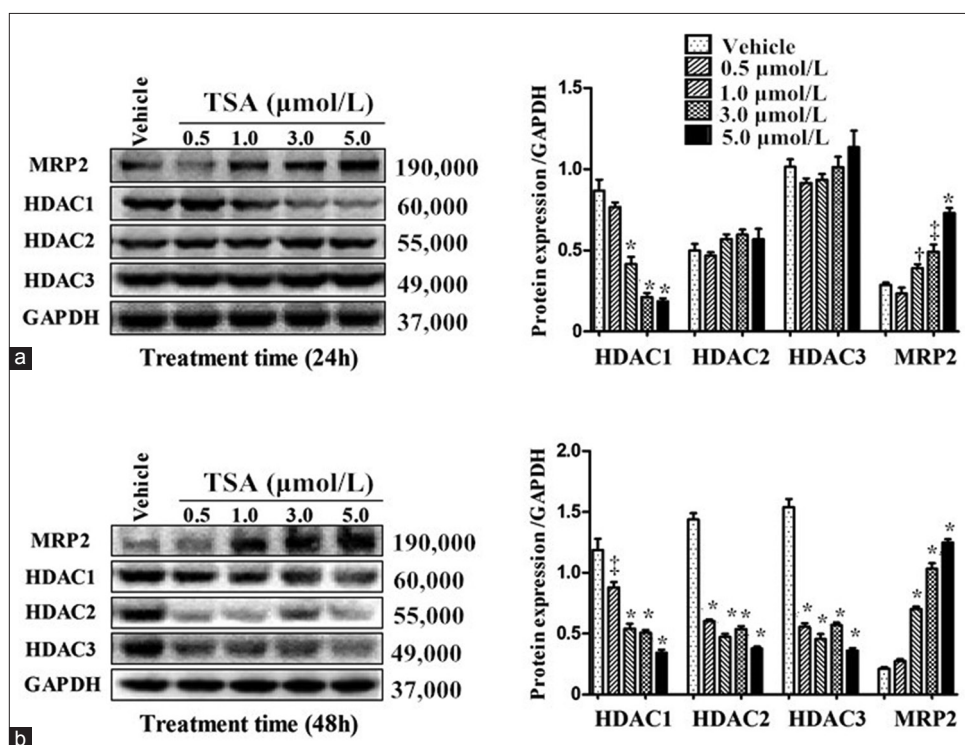 Vehicle
TSA (μmol/L)
0.5 1.0 3.0 5.0
MRP2 190,000
HDAC1 60,000
HDAC2 55,000
HDAC3 49,000
GAPDH 37,000
Treatment time (24h)
a
Vehicle
0.5 μmol/L
1.0 μmol/L
3.0 μmol/L
5.0 μmol/L
Protein expression /GAPDH
1.5
1.0
0.5
0
* * * † ‡ *
HDAC1 HDAC2 HDAC3 MRP2
Vehicle
TSA (μmol/L)
0.5 1.0 3.0 5.0
MRP2 190,000
HDAC1 60,000
HDAC2 55,000
HDAC3 49,000
GAPDH 37,000
Treatment time (48h)
b
Protein expression /GAPDH
2.0
1.5
1.0
0.5
0
‡ * * * * * * * * * * * * * *
HDAC1 HDAC2 HDAC3 MRP2